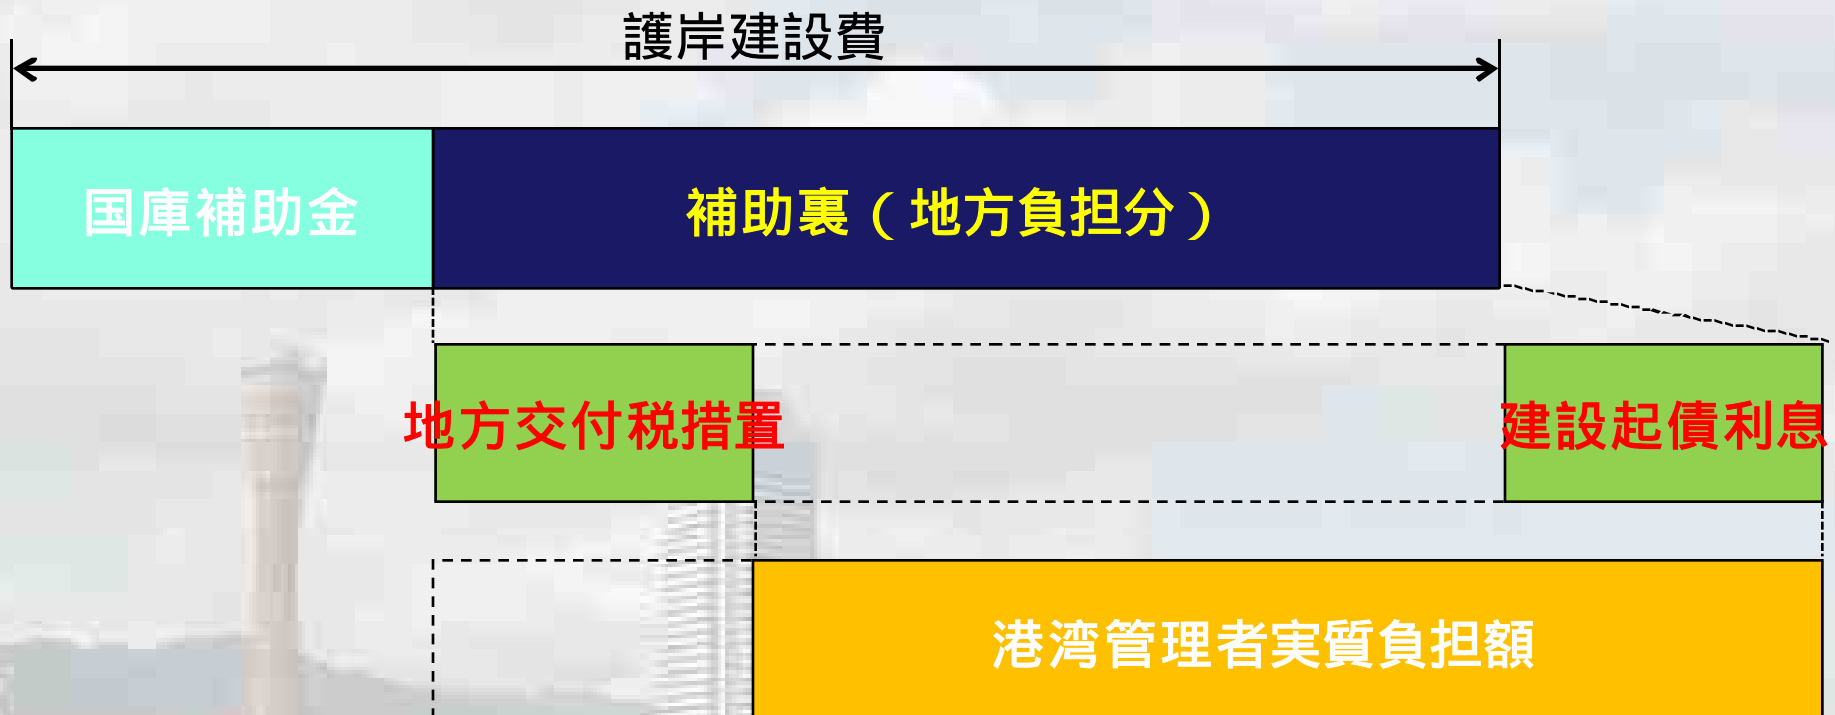 護岸建設費
国庫補助金
補助裏（地方負担分）
地方交付税措置
建設起債利息
港湾管理者実質負担額